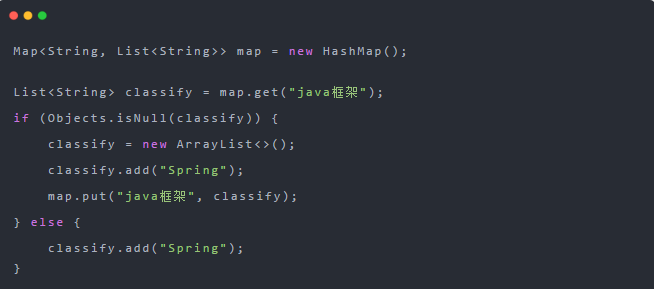 Map<String, List<String>> map = new HashMap();
List<String> classify = map.get("java框架");
if (Objects.isNull(classify)) {
classify = new ArrayList<>();
classify.add("Spring");
map.put("java框架", classify);
} else {
classify.add("Spring");
}